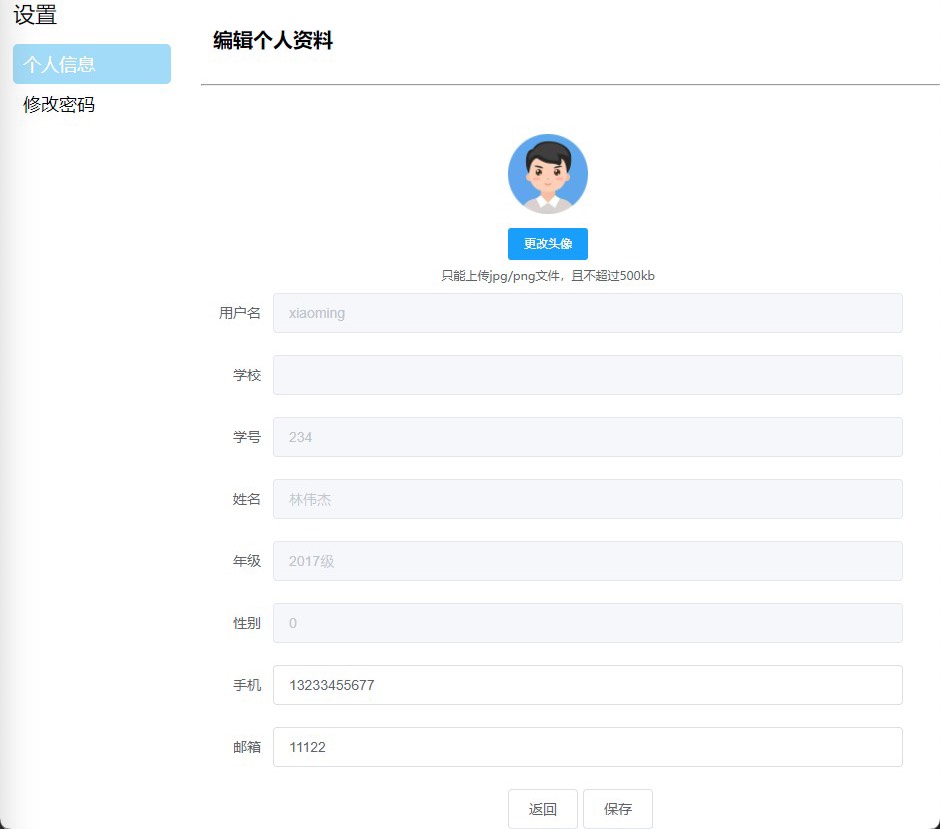 设置
个人信息
修改密码
编辑个人资料
更改头像
只能上传jpg/png文件，且不超过500kb
用户名 xiaoming
学校
学号 234
姓名 林伟杰
年级 2017级
性别 0
手机 13233455677
邮箱 11122
返回 保存